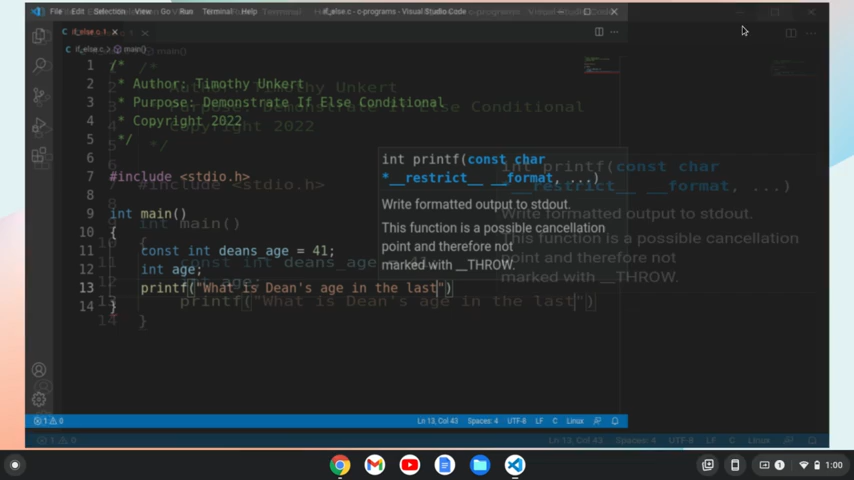 File Edit Selection View Go Run Terminal Help if_else.c - c-programs - Visual Studio Code
if_else.c 1
C if_else.c > main()
1 /*
2 * Author: Timothy Unkert
3 * Purpose: Demonstrate If Else Conditional
4 * Copyright 2022
5 */
6
7 #include <stdio.h>
8
9 int main()
10 {
11 const int deans_age = 41;
12 int age;
13 printf("What is Dean's age in the last")
14 }
int printf(const char
*__restrict__ __format, ...)
Write formatted output to stdout.
This function is a possible cancellation
point and therefore not
marked with __THROW.
1 0 Ln 13, Col 43 Spaces: 4 UTF-8 LF C Linux
1 1:00